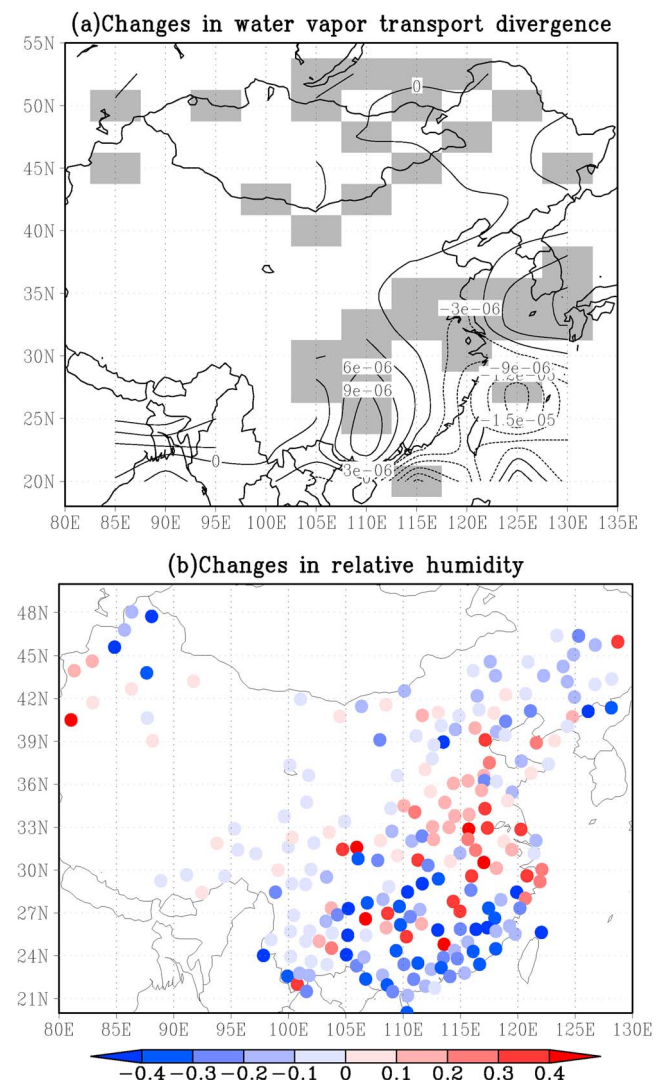 (a)Changes in water vapor transport divergence
55N
50N
45N
40N
35N
30N
25N
20N
0
-3e-06
6e-06
9e-06
-9e-06
-1.5e-05
0
3e-06
80E 85E 90E 95E 100E 105E 110E 115E 120E 125E 130E 135E
(b)Changes in relative humidity
48N
45N
42N
39N
36N
33N
30N
27N
24N
21N
80E 85E 90E 95E 100E 105E 110E 115E 120E 125E 130E
-0.4 -0.3 -0.2 -0.1 0 0.1 0.2 0.3 0.4